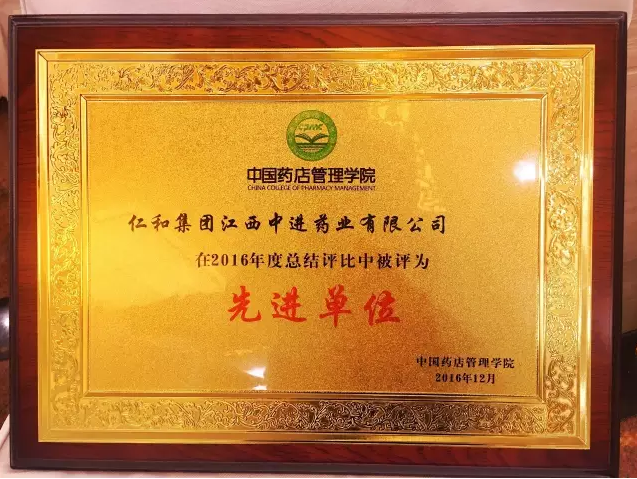 CPMC
中国药店管理学院
CHINA COLLEGE OF PHARMACY MANAGEMENT
仁和集团江西中进药业有限公司
在2016年度总结评比中被评为
先进单位
中国药店管理学院
2016年12月